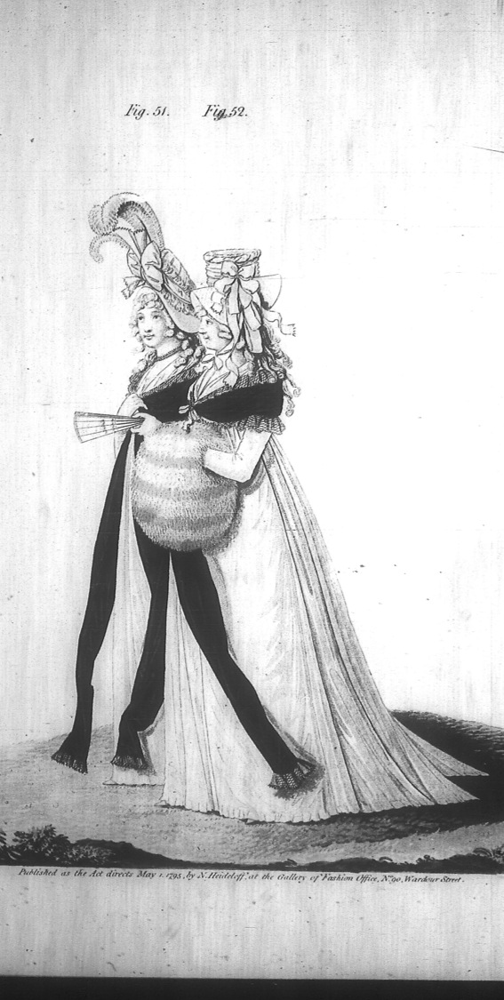 Fig. 51. Fig. 52.
Published as the Act directs May 1. 1795, by N. Heideloff, at the Gallery of Fashion Office, No. 90, Wardour Street.